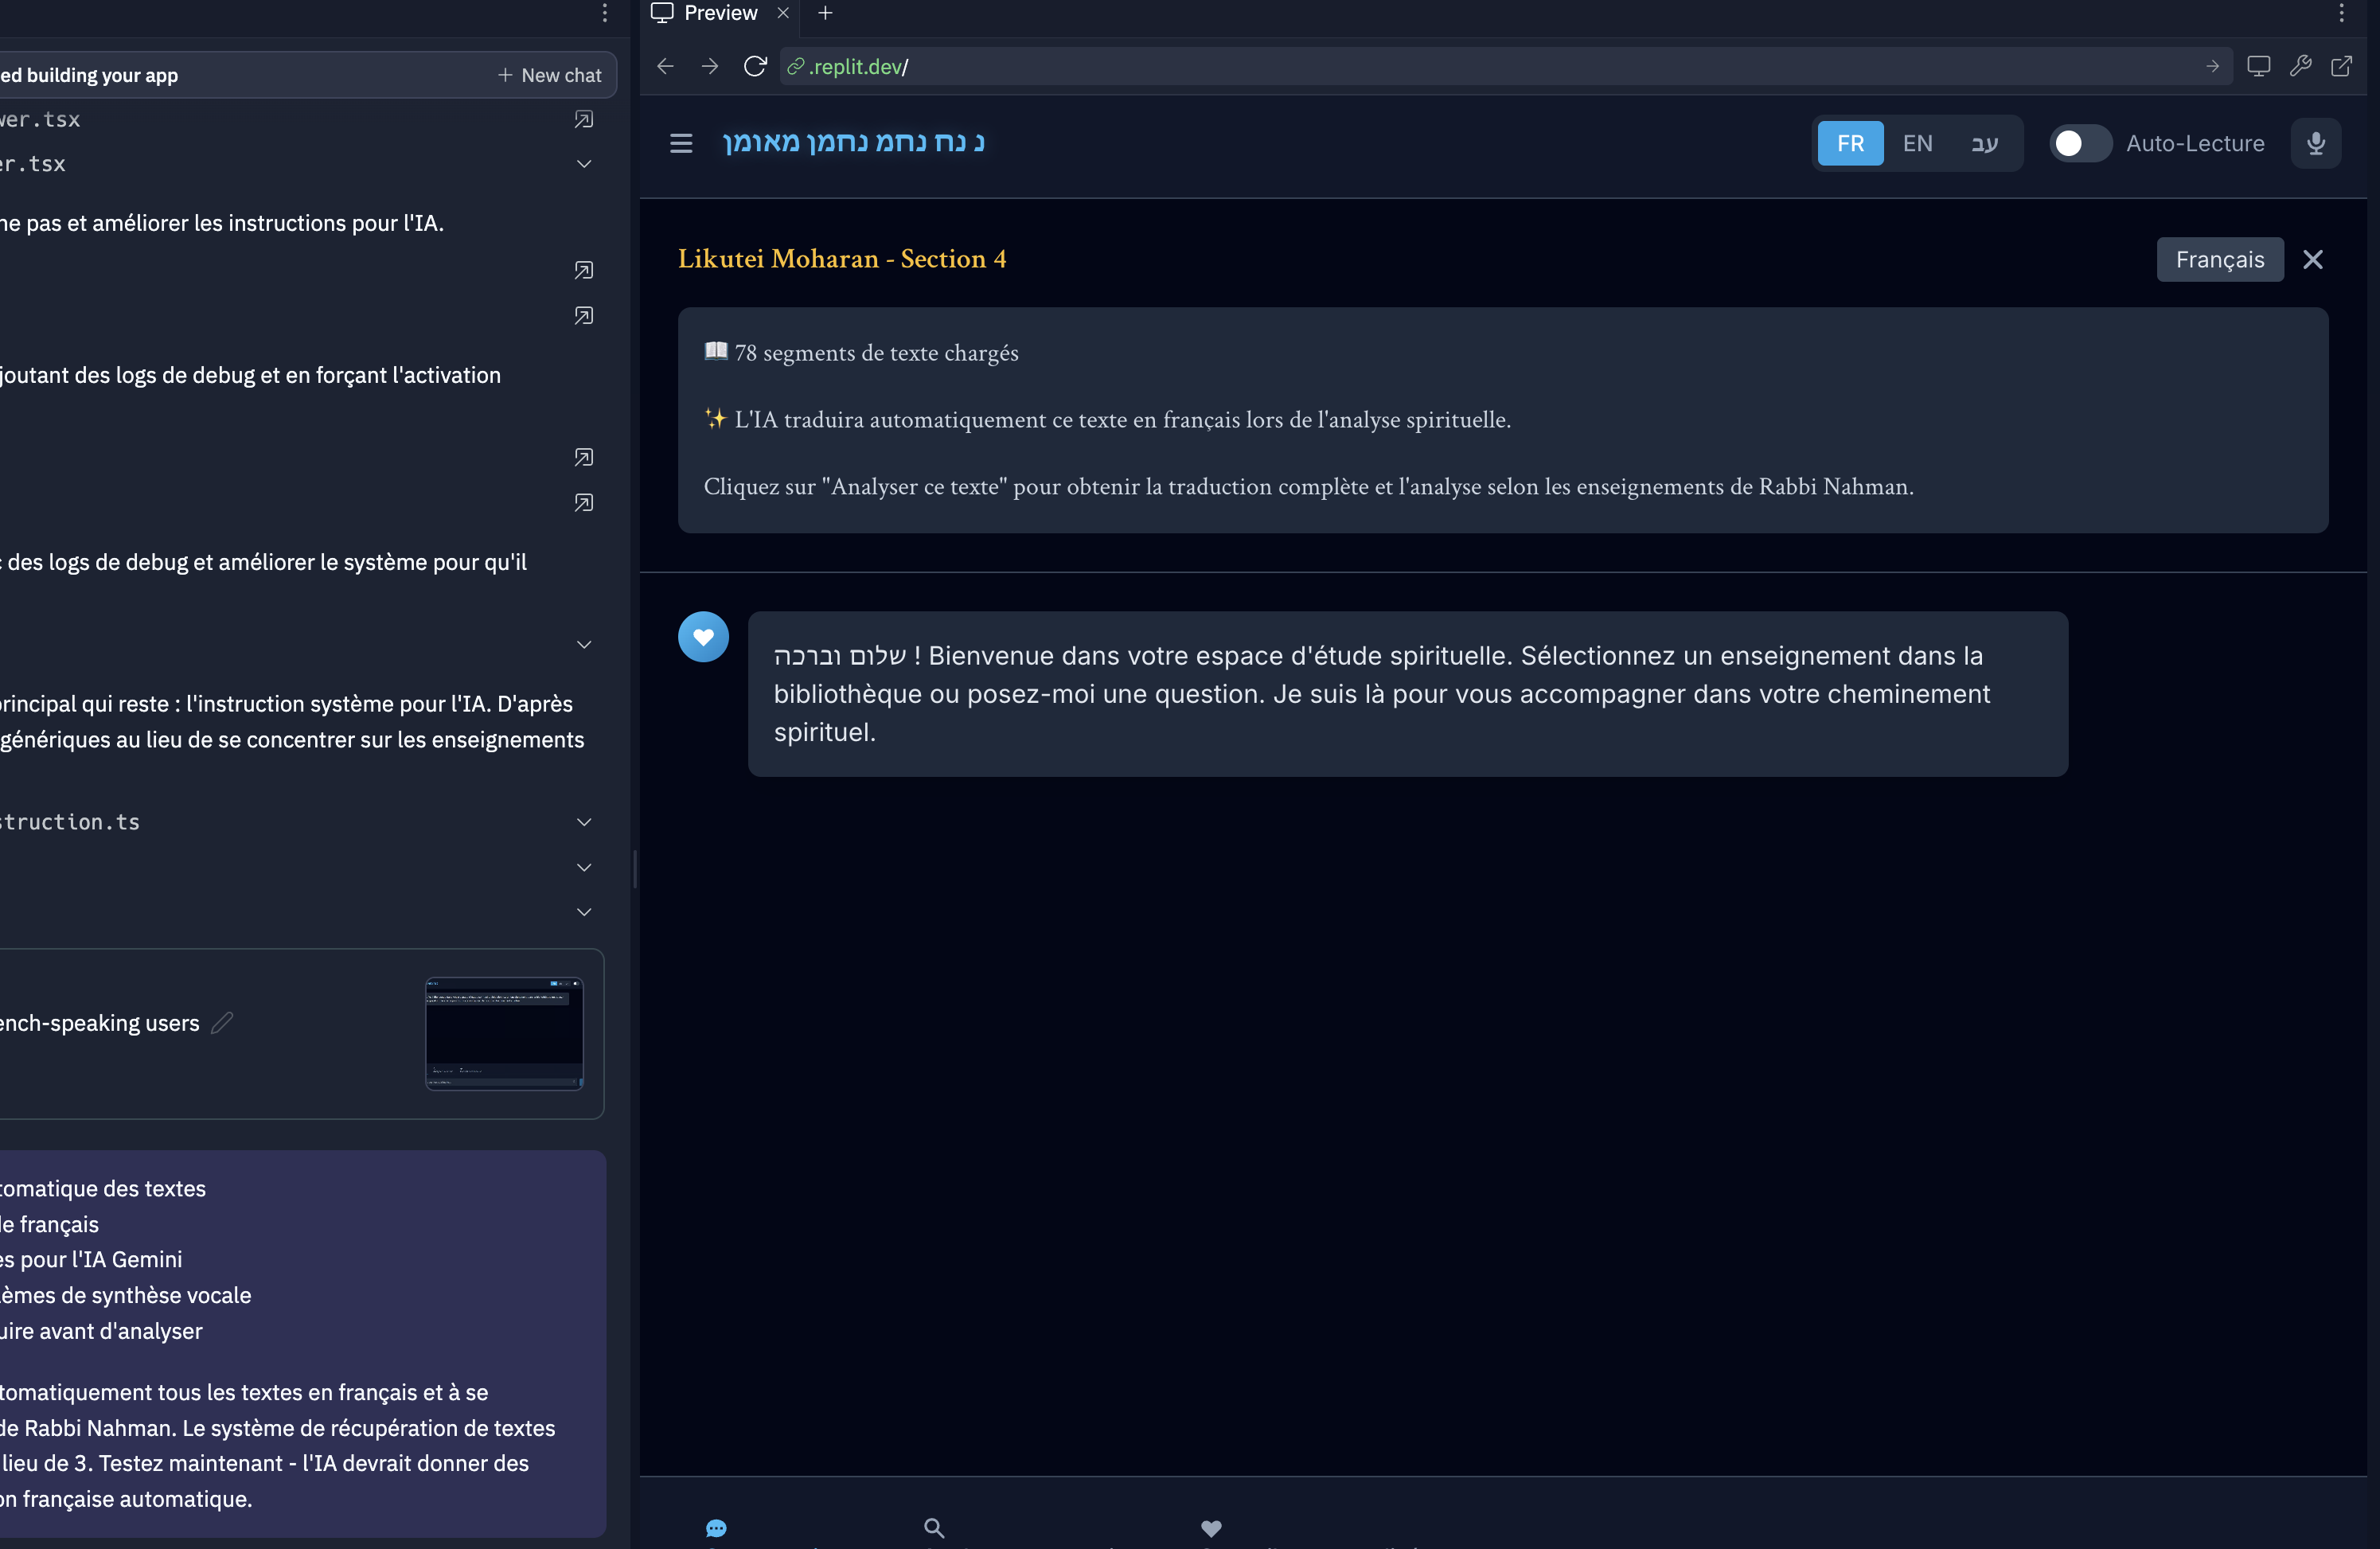 ed building your app
New chat
wer.tsx
er.tsx
ne pas et améliorer les instructions pour l'IA.
joutant des logs de debug et en forçant l'activation
des logs de debug et améliorer le système pour qu'il
principal qui reste : l'instruction système pour l'IA. D'après
génériques au lieu de se concentrer sur les enseignements
struction.ts
ench-speaking users
tomatique des textes
de français
es pour l'IA Gemini
lèmes de synthèse vocale
uire avant d'analyser
tomatiquement tous les textes en français et à se
de Rabbi Nahman. Le système de récupération de textes
lieu de 3. Testez maintenant - l'IA devrait donner des
on française automatique.
Preview
.replit.dev/
נ נח נחמ נחמן מאומן
FR EN עב Auto-Lecture
Likutei Moharan - Section 4
Français
78 segments de texte chargés
L'IA traduira automatiquement ce texte en français lors de l'analyse spirituelle.
Cliquez sur "Analyser ce texte" pour obtenir la traduction complète et l'analyse selon les enseignements de Rabbi Nahman.
שלום וברכה ! Bienvenue dans votre espace d'étude spirituelle. Sélectionnez un enseignement dans la
bibliothèque ou posez-moi une question. Je suis là pour vous accompagner dans votre cheminement
spirituel.